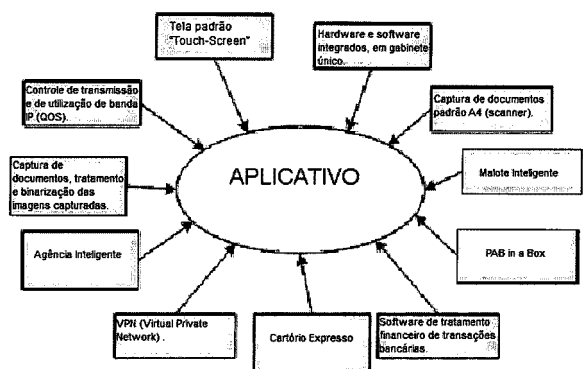 Tela padrão
"Touch-Screen"
Hardware e software
integrados, em gabinete
único.
Controle de transmissão
e de utilização de banda
IP (QOS).
Captura de documentos
padrão A4 (scanner).
APLICATIVO
Captura de
documentos, tratamento
e binarização das
imagens capturadas.
Malote Inteligente
Agência Inteligente
PAB in a Box
VPN (Virtual Private
Network) .
Cartório Expresso
Software de tratamento
financeiro de transações
bancárias.